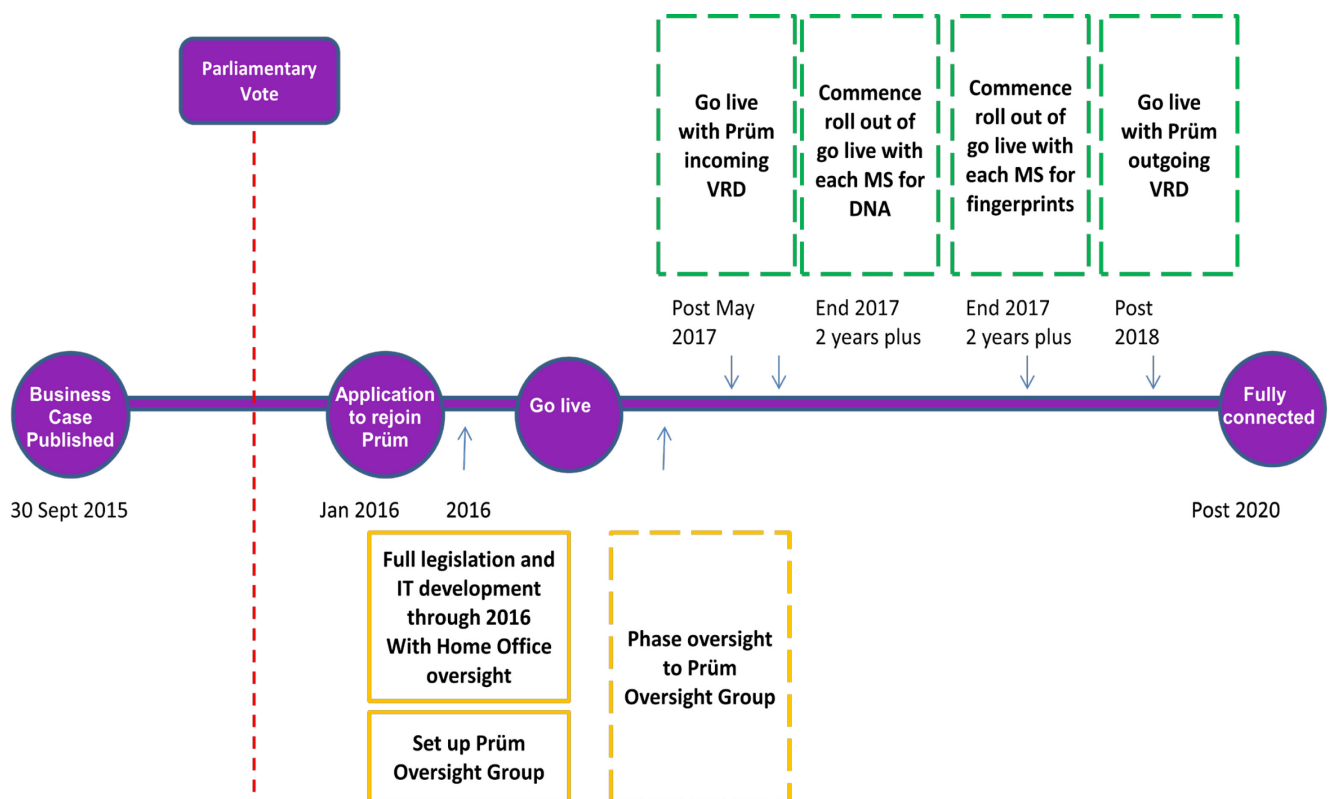 Parliamentary
Vote
Go live
with Prüm
incoming
VRD
Commence
roll out of
go live with
each MS for
DNA
Commence
roll out of
go live with
each MS for
fingerprints
Go live
with Prüm
outgoing
VRD
Post May
2017
End 2017
2 years plus
End 2017
2 years plus
Post
2018
Business
Case
Published
Application
to rejoin
Prüm
Go live
Fully
connected
30 Sept 2015
Jan 2016
2016
Post 2020
Full legislation and
IT development
through 2016
With Home Office
oversight
Set up Prüm
Oversight Group
Phase oversight
to Prüm
Oversight Group